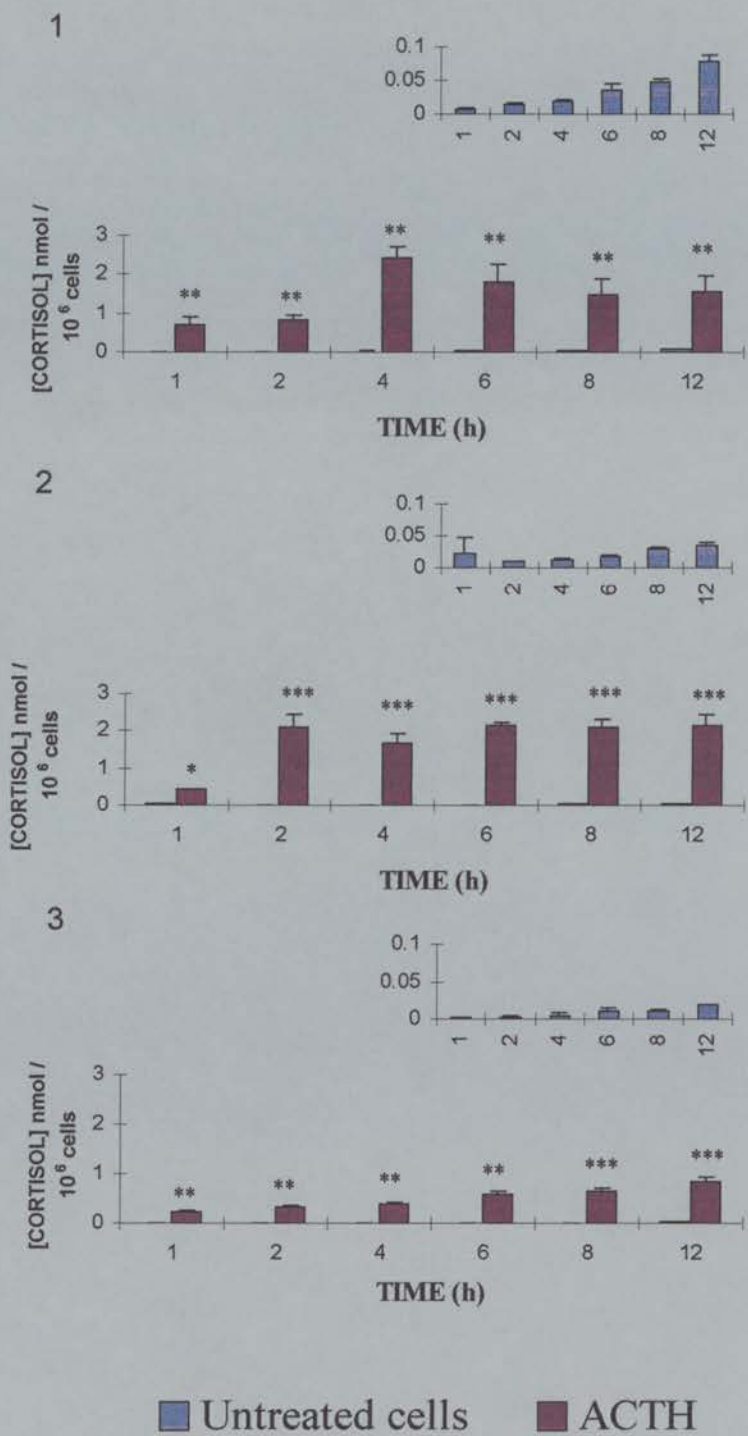 1
0.1
0.05
0
1 2 4 6 8 12
[CORTISOL] nmol /
10 6 cells
3
2
1
0
** ** ** ** ** **
1 2 4 6 8 12
TIME (h)
2
0.1
0.05
0
1 2 4 6 8 12
[CORTISOL] nmol /
10 6 cells
3
2
1
0
* *** *** *** *** ***
1 2 4 6 8 12
TIME (h)
3
0.1
0.05
0
1 2 4 6 8 12
[CORTISOL] nmol /
10 6 cells
3
2
1
0
** ** ** ** *** ***
1 2 4 6 8 12
TIME (h)
Untreated cells ACTH